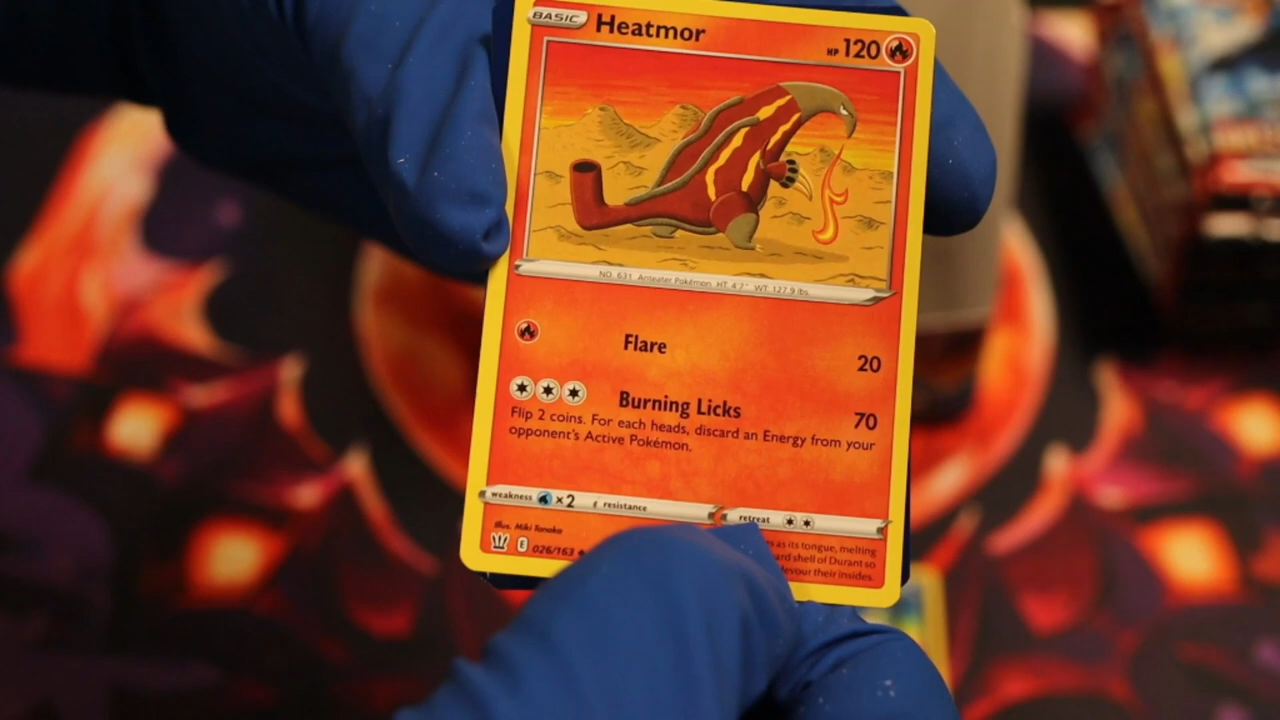 BASIC Heatmor HP 120
NO. 631 Anteater Pokémon HT. 4'7" WT. 127.9 lbs.
Flare 20
Burning Licks 70
Flip 2 coins. For each heads, discard an Energy from your
opponent's Active Pokémon.
weakness ×2 resistance retreat
Illus. Miki Tanaka
E 026/163
as its tongue, melting
shell of Durant so
devour their insides.